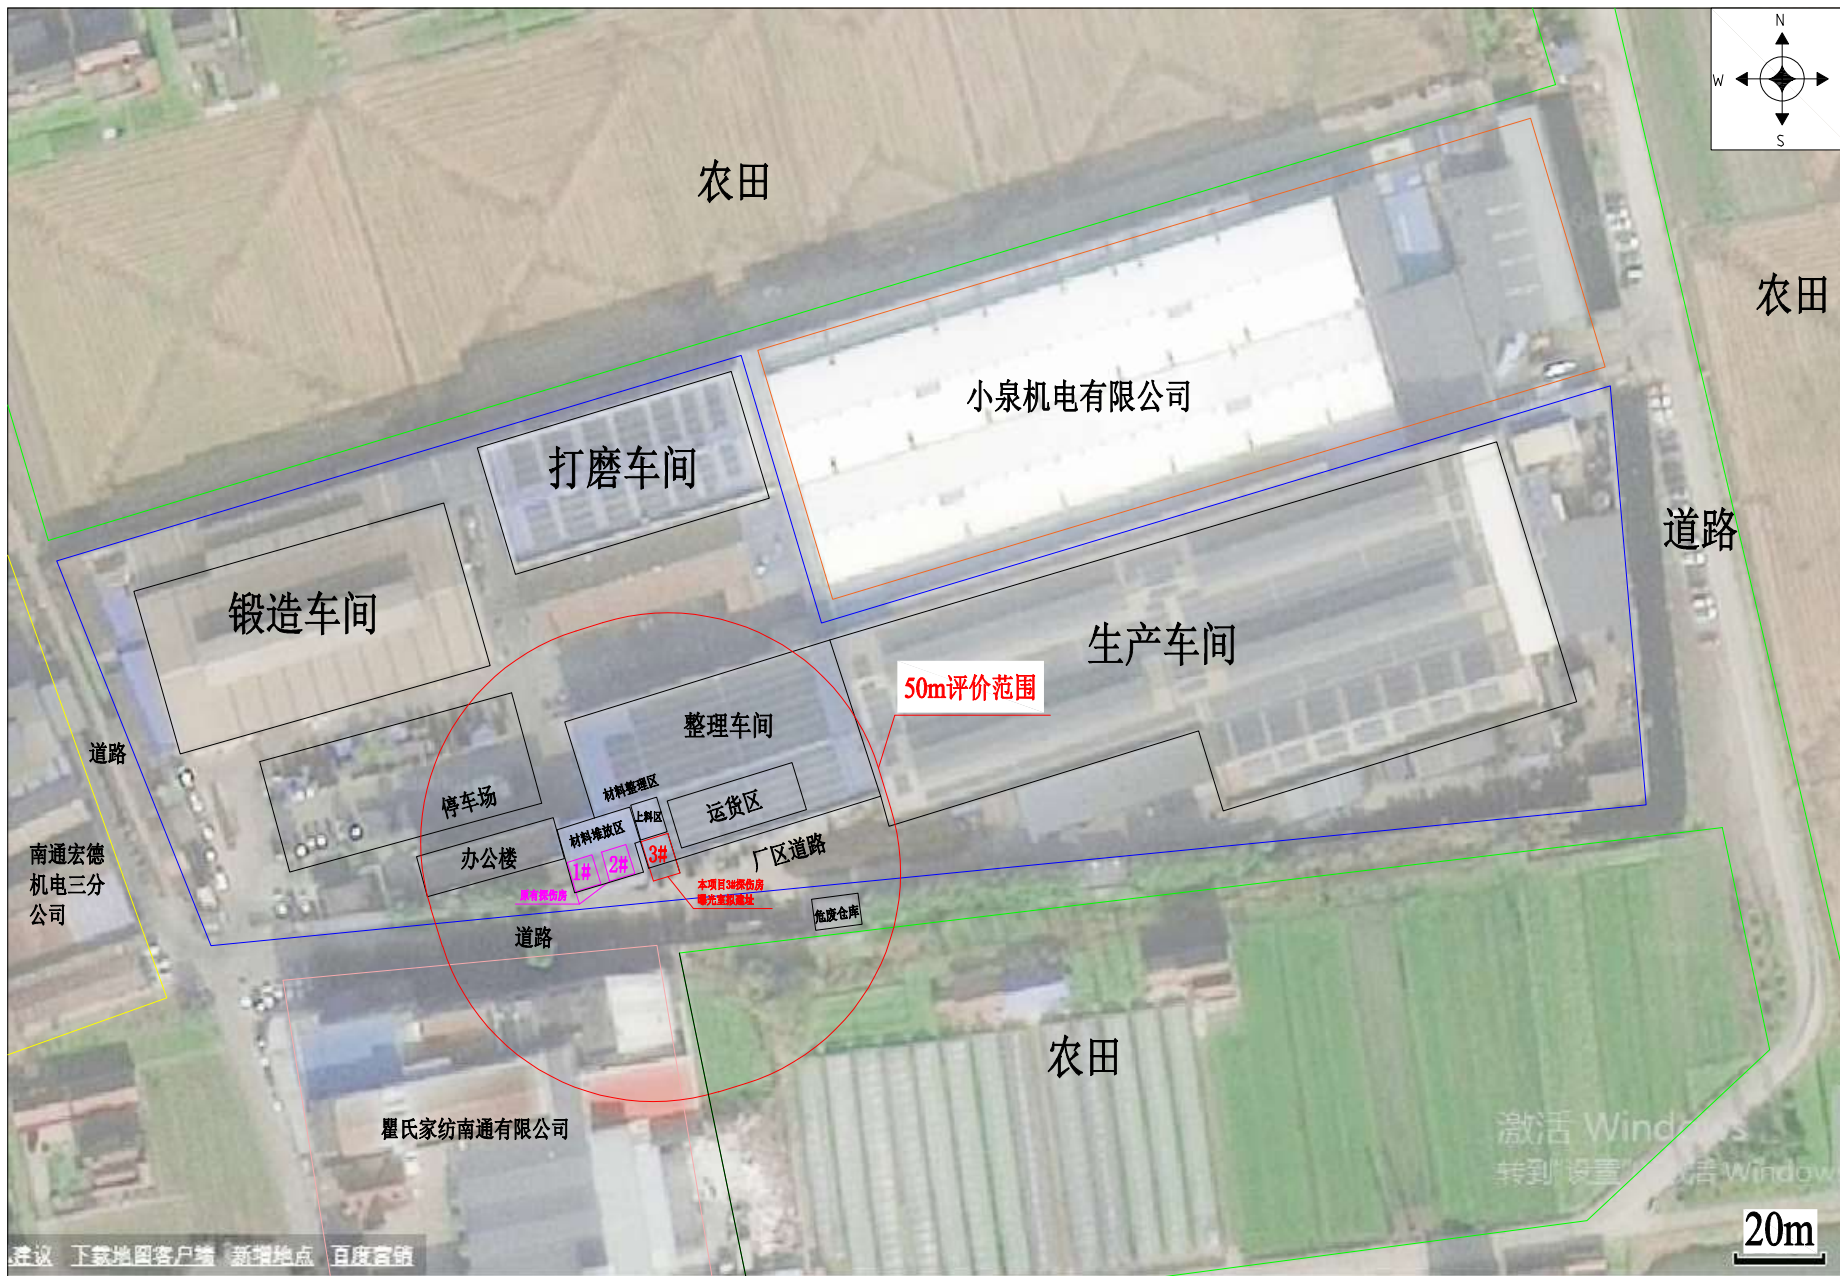 N
W
S
农田
农田
小泉机电有限公司
打磨车间
道路
锻造车间
生产车间
50m评价范围
整理车间
道路
材料整理区
停车场
运货区
上料区
材料堆放区
办公楼
厂区道路
1#
2#
3#
南通宏德
机电三分
公司
原有探伤房
本项目3#探伤房
曝光室拟建址
危废仓库
道路
农田
瞿氏家纺南通有限公司
激活 Windows
转到"设置"
活 Window
20m
建议 下载地图客户端 新增地点 百度营销